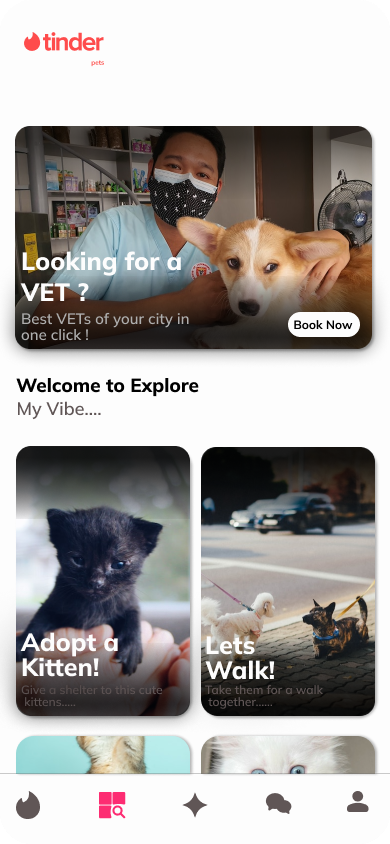 tinder
pets
Looking for a
VET ?
Best VETs of your city in
one click !
Book Now
Welcome to Explore
My Vibe....
Adopt a
Kitten!
Give a shelter to this cute
kittens.....
Lets
Walk!
Take them for a walk
together......